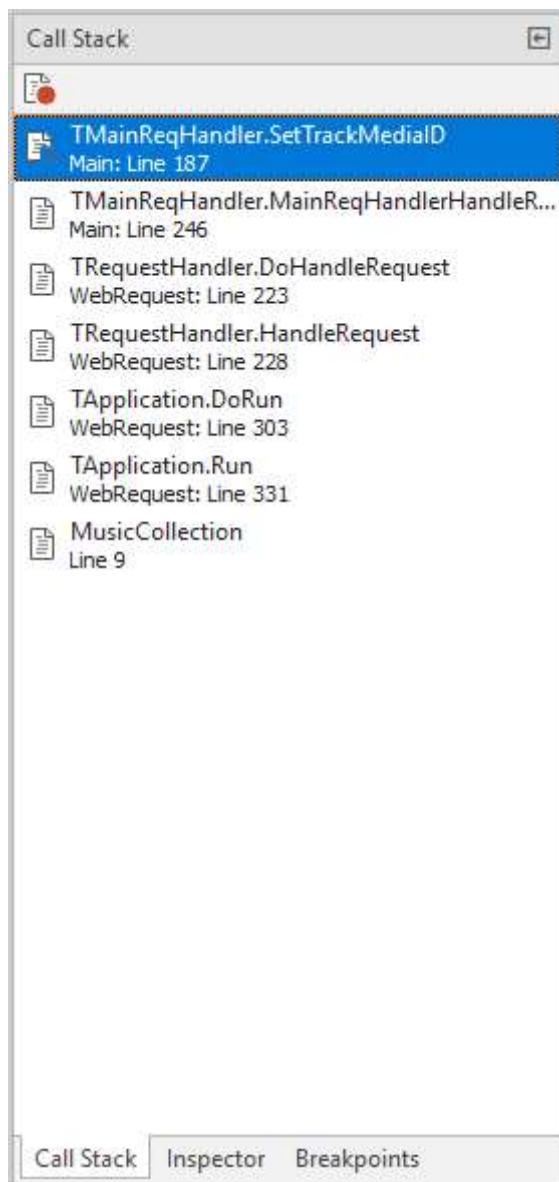 Call Stack
TMainReqHandler.SetTrackMediaID
Main: Line 187
TMainReqHandler.MainReqHandlerHandleR...
Main: Line 246
TRequestHandler.DoHandleRequest
WebRequest: Line 223
TRequestHandler.HandleRequest
WebRequest: Line 228
TApplication.DoRun
WebRequest: Line 303
TApplication.Run
WebRequest: Line 331
MusicCollection
Line 9
Call Stack Inspector Breakpoints